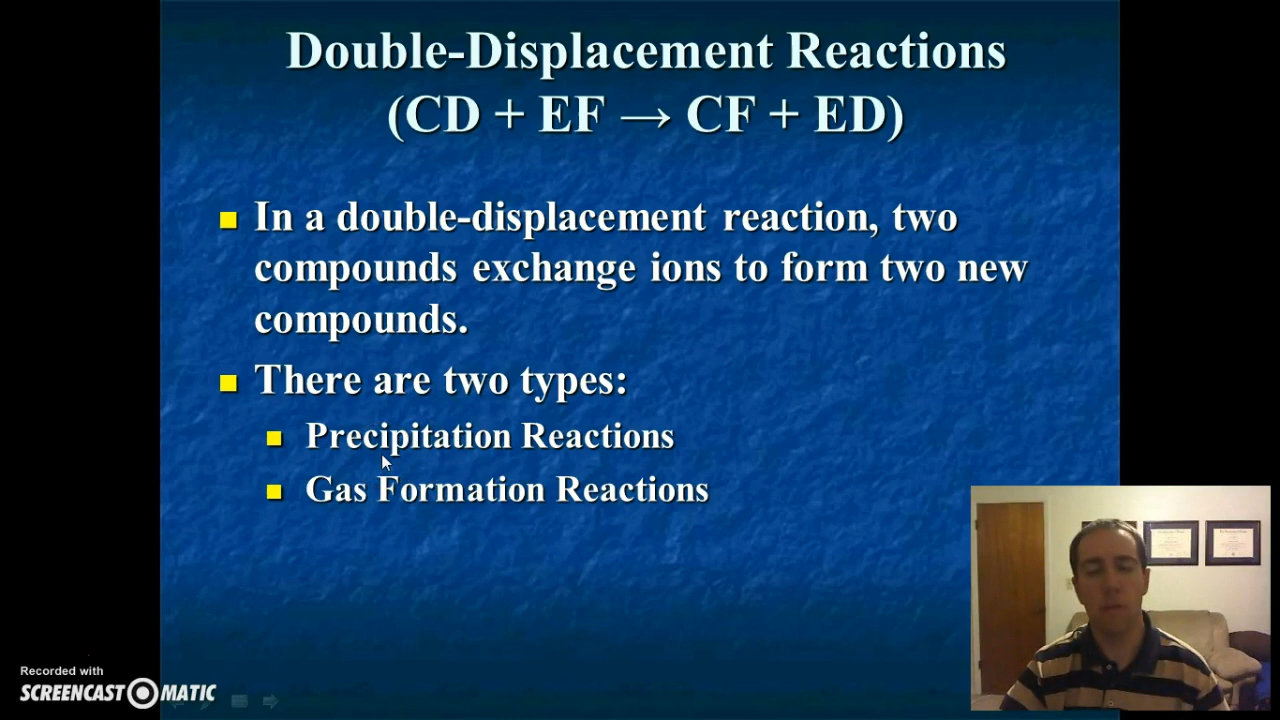 Double-Displacement Reactions
(CD + EF → CF + ED)
In a double-displacement reaction, two
compounds exchange ions to form two new
compounds.
There are two types:
Precipitation Reactions
Gas Formation Reactions
Recorded with
SCREENCAST MATIC